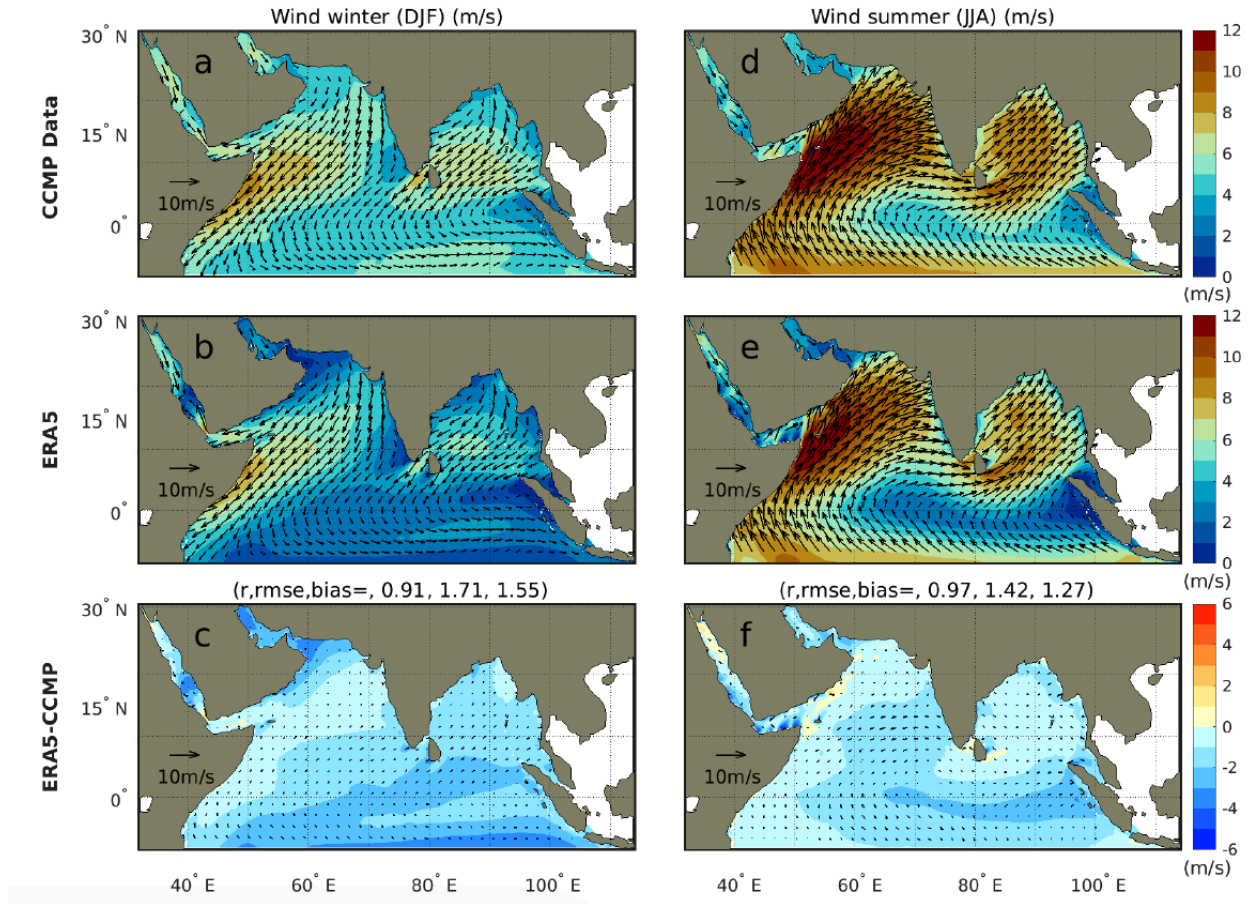 Wind winter (DJF) (m/s)
Wind summer (JJA) (m/s)
CCMP Data
30° N
15° N
0°
a
10m/s
d
10m/s
12
10
8
6
4
2
0
(m/s)
ERA5
30° N
15° N
0°
b
10m/s
e
10m/s
12
10
8
6
4
2
0
(m/s)
(r,rmse,bias=, 0.91, 1.71, 1.55)
(r,rmse,bias=, 0.97, 1.42, 1.27)
ERA5-CCMP
30° N
15° N
0°
c
10m/s
f
10m/s
6
4
2
0
-2
-4
-6
(m/s)
40° E 60° E 80° E 100° E
40° E 60° E 80° E 100° E